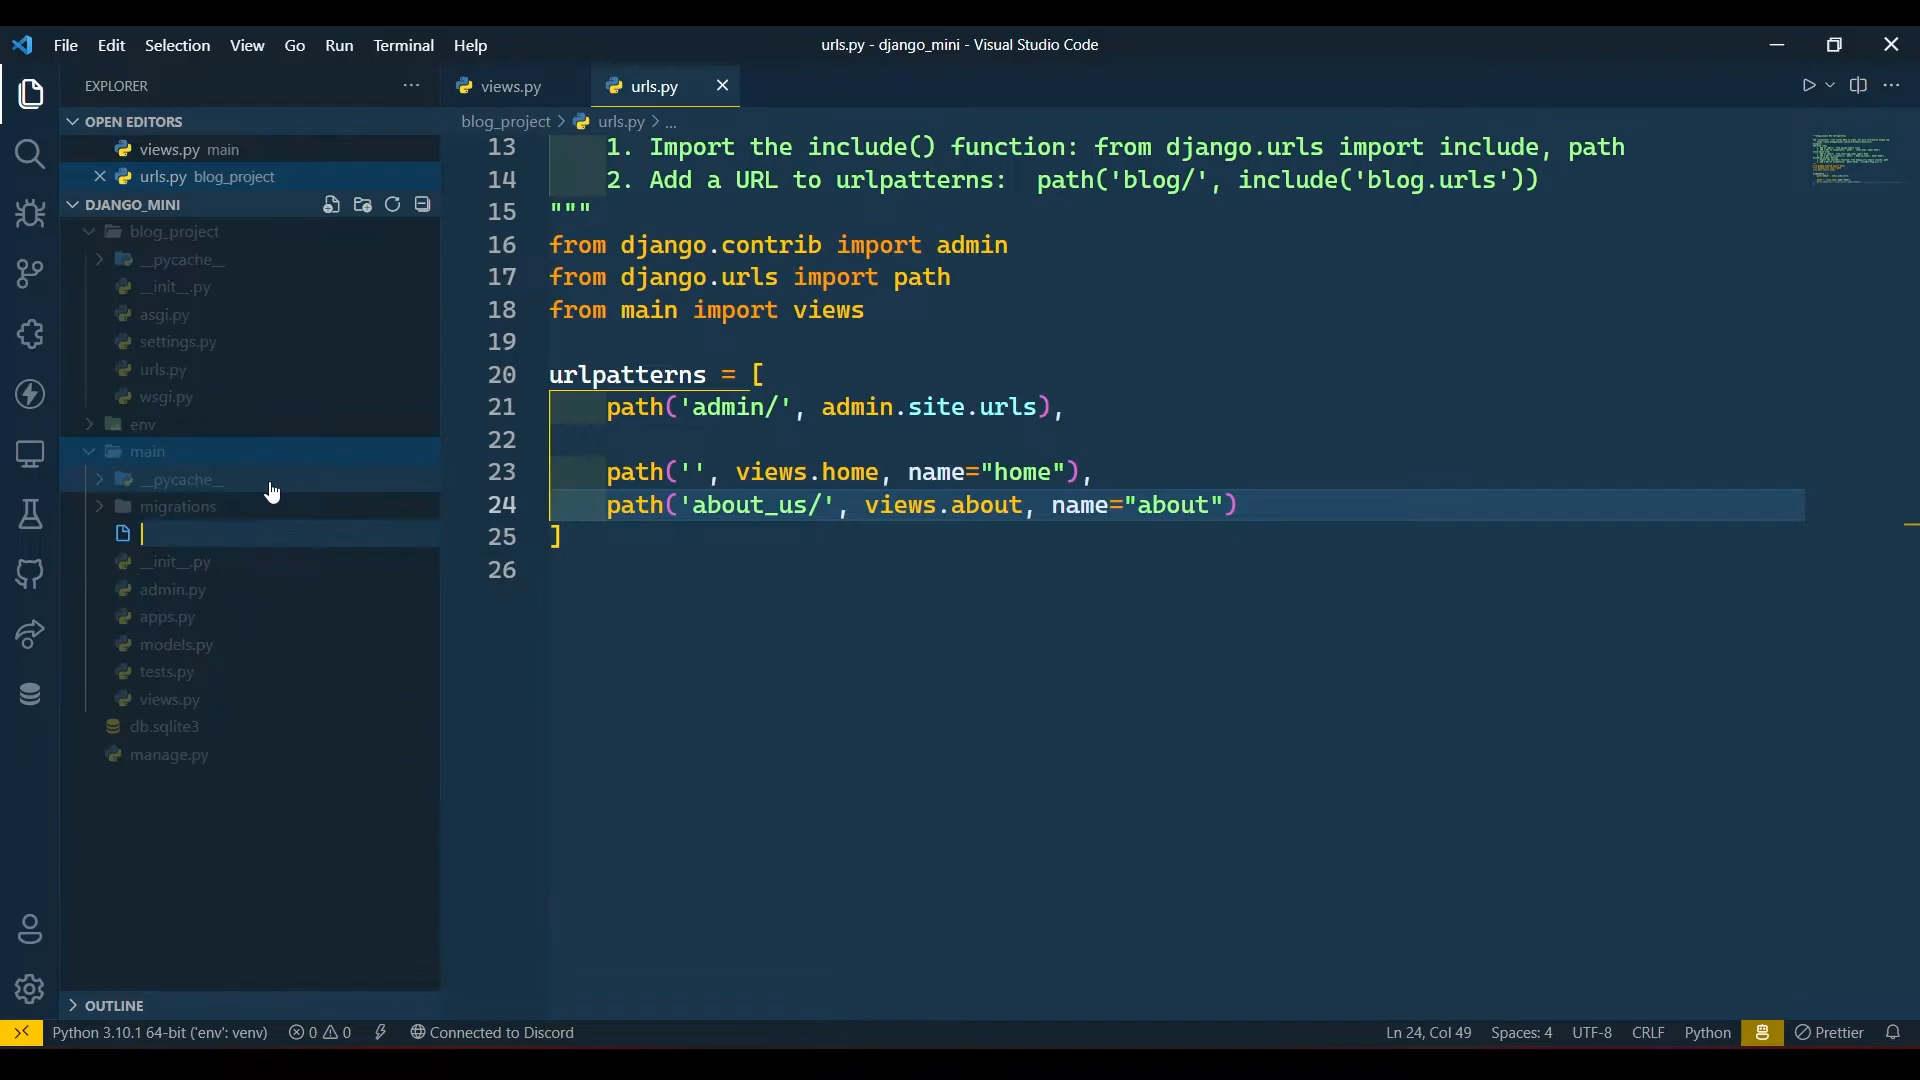 File Edit Selection View Go Run Terminal Help
urls.py - django_mini - Visual Studio Code
EXPLORER
OPEN EDITORS
views.py main
urls.py blog_project
DJANGO_MINI
blog_project
__pycache__
__init__.py
asgi.py
settings.py
urls.py
wsgi.py
env
main
__pycache__
migrations
__init__.py
admin.py
apps.py
models.py
tests.py
views.py
db.sqlite3
manage.py
OUTLINE
views.py
urls.py
blog_project > urls.py > ...
13 1. Import the include() function: from django.urls import include, path
14 2. Add a URL to urlpatterns:  path('blog/', include('blog.urls'))
15 """
16 from django.contrib import admin
17 from django.urls import path
18 from main import views
19
20 urlpatterns = [
21 path('admin/', admin.site.urls),
22
23 path('', views.home, name="home"),
24 path('about_us/', views.about, name="about")
25 ]
26
Python 3.10.1 64-bit ('env': venv) 0 0 Connected to Discord
Ln 24, Col 49 Spaces: 4 UTF-8 CRLF Python Prettier